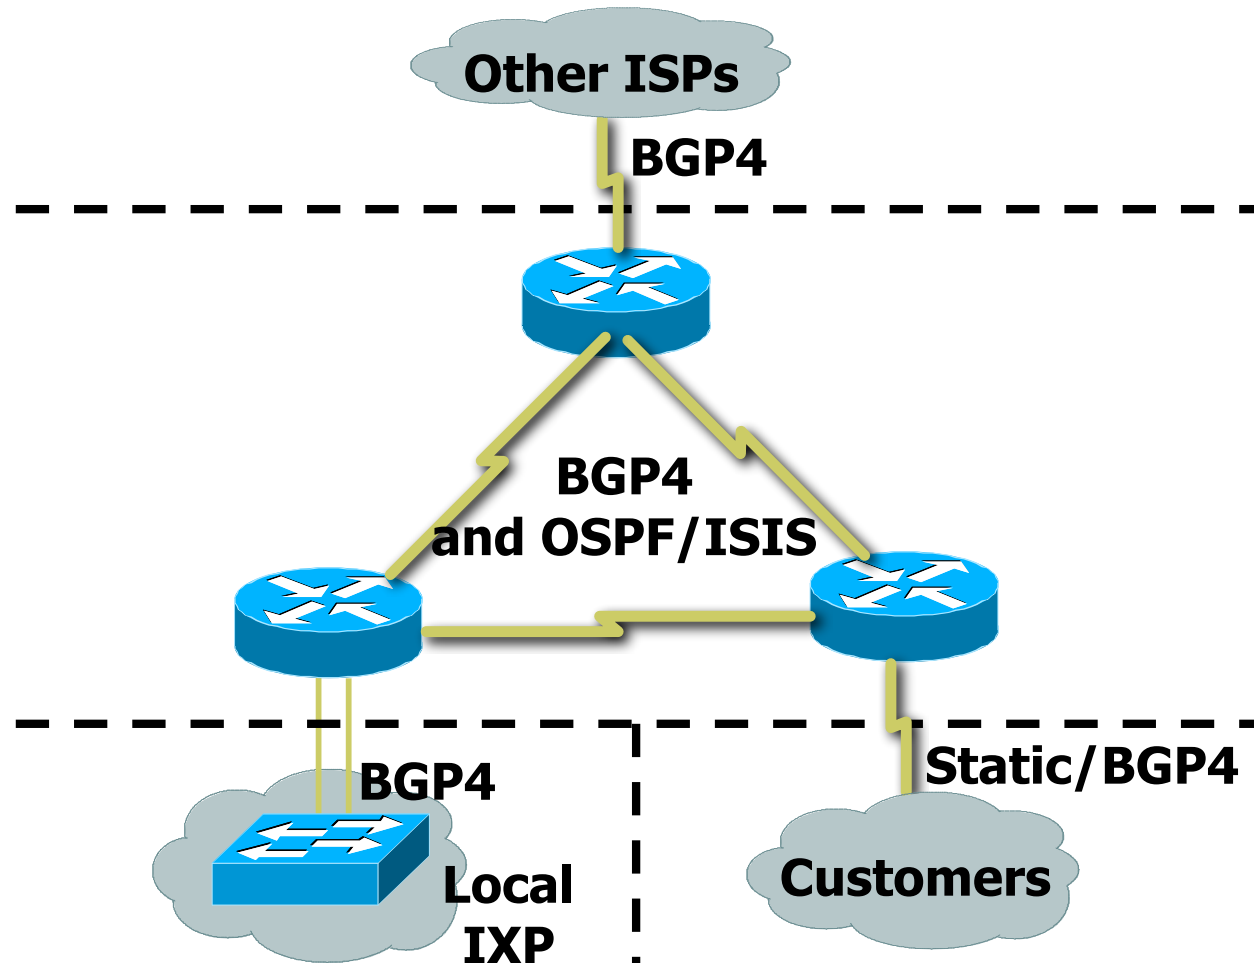 Other ISPs
BGP4
BGP4
and OSPF/ISIS
Static/BGP4
BGP4
Local
IXP
Customers